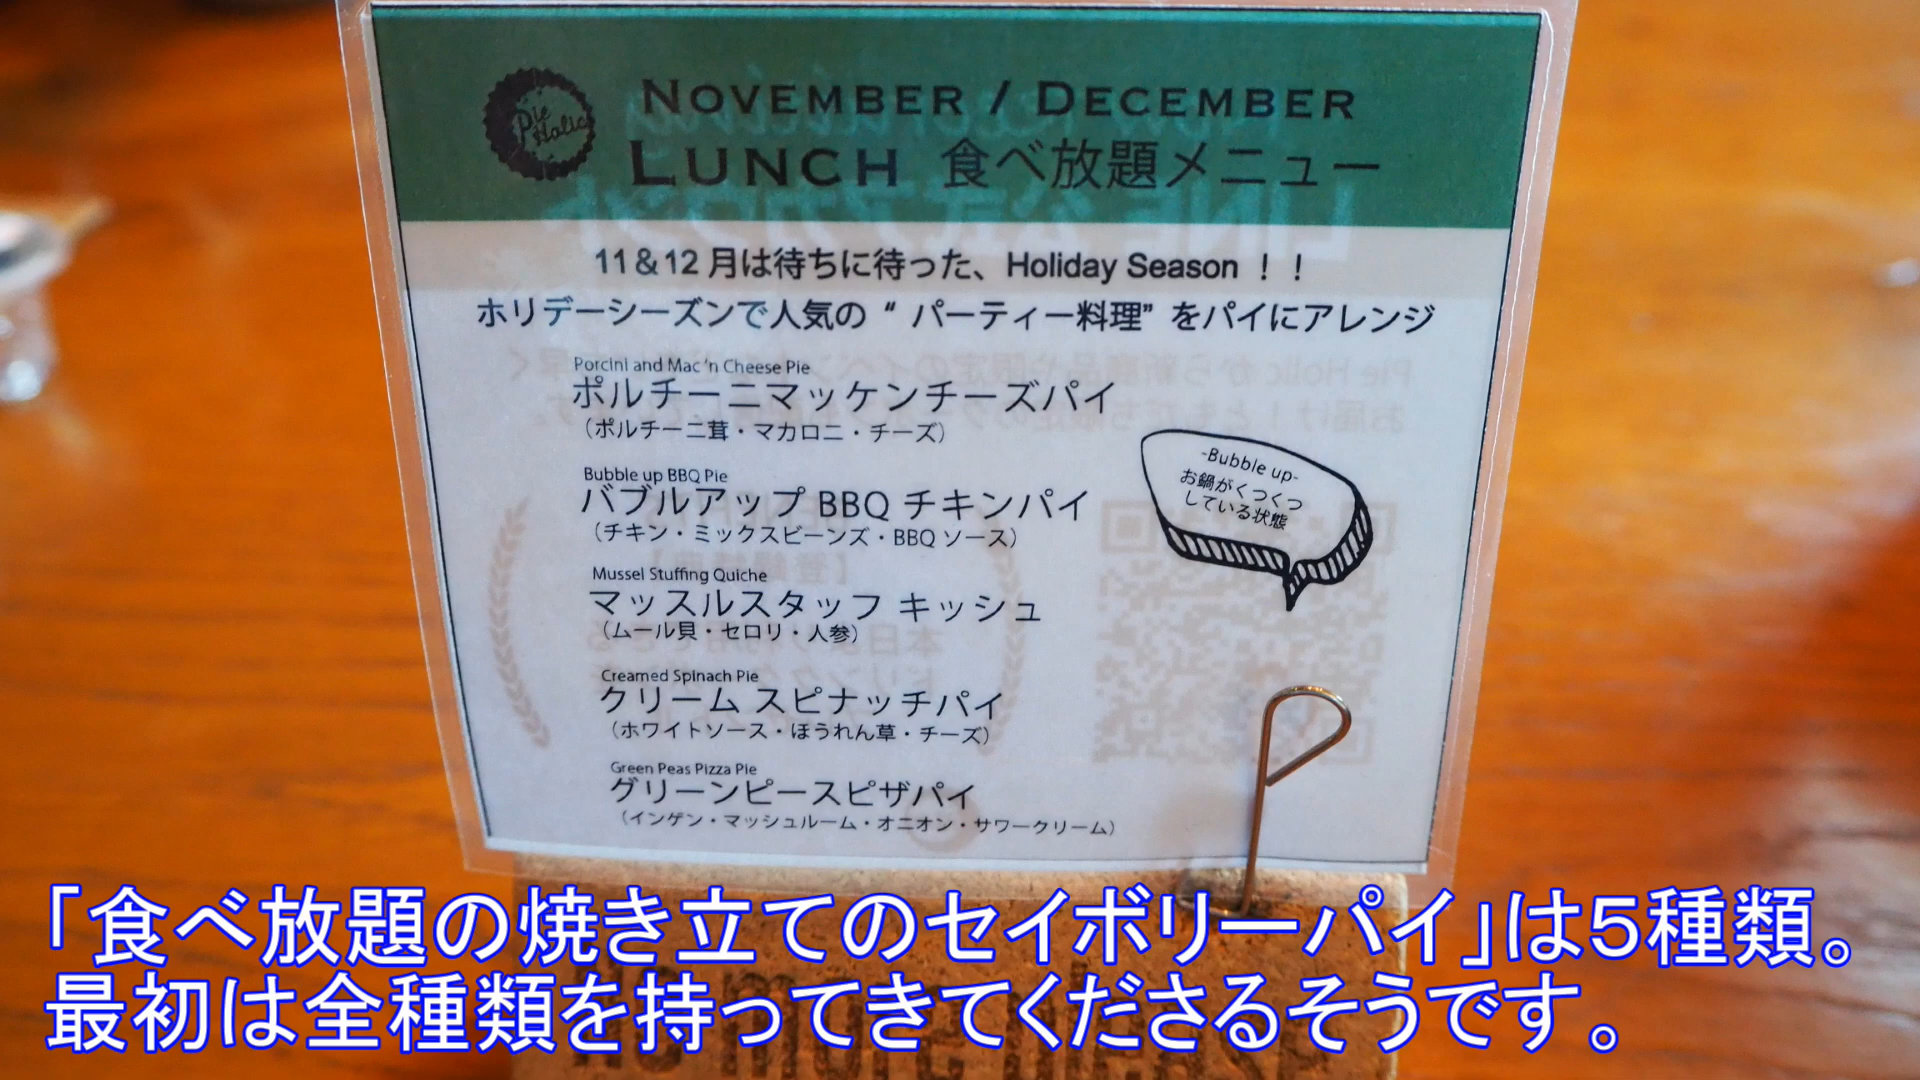 Pie Holic
NOVEMBER / DECEMBER
LUNCH 食べ放題メニュー
11&12 月は待ちに待った、Holiday Season ！！
ホリデーシーズンで人気の “ パーティー料理” をパイにアレンジ
Porcini and Mac 'n Cheese Pie
ポルチーニマッケンチーズパイ
（ポルチーニ茸・マカロニ・チーズ）
Bubble up BBQ Pie
バブルアップ BBQ チキンパイ
（チキン・ミックスビーンズ・BBQ ソース）
-Bubble up-
お鍋がくつくつ
している状態
Mussel Stuffing Quiche
マッスルスタッフ キッシュ
（ムール貝・セロリ・人参）
Creamed Spinach Pie
クリーム スピナッチパイ
（ホワイトソース・ほうれん草・チーズ）
Green Peas Pizza Pie
グリーンピースピザパイ
（インゲン・マッシュルーム・オニオン・サワークリーム）
「食べ放題の焼き立てのセイボリーパイ」は５種類。
最初は全種類を持ってきてくださるそうです。